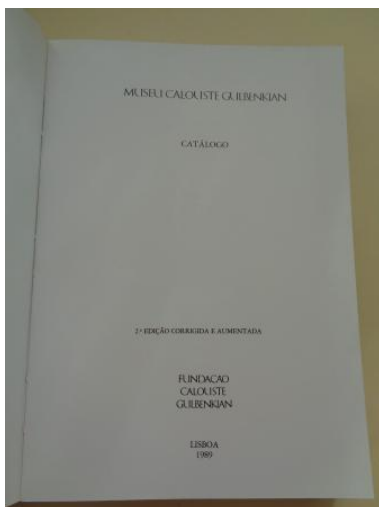 MUSEU CALOUSTE GULBENKIAN
CATÁLOGO
2.ª EDIÇÃO CORRIGIDA E AUMENTADA
FUNDAÇÃO
CALOUSTE
GULBENKIAN
LISBOA
1989